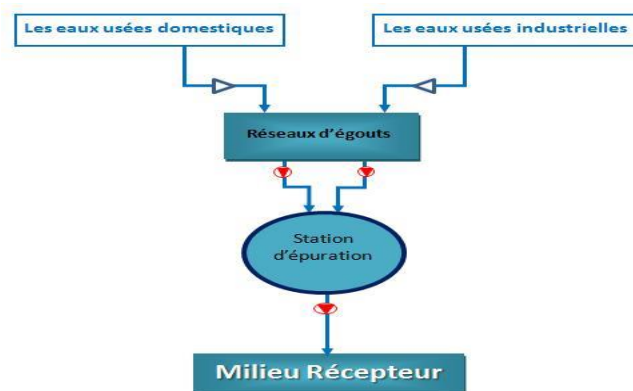 Les eaux usées domestiques
Les eaux usées industrielles
Réseaux d'égouts
Station
d'épuration
Milieu Récepteur